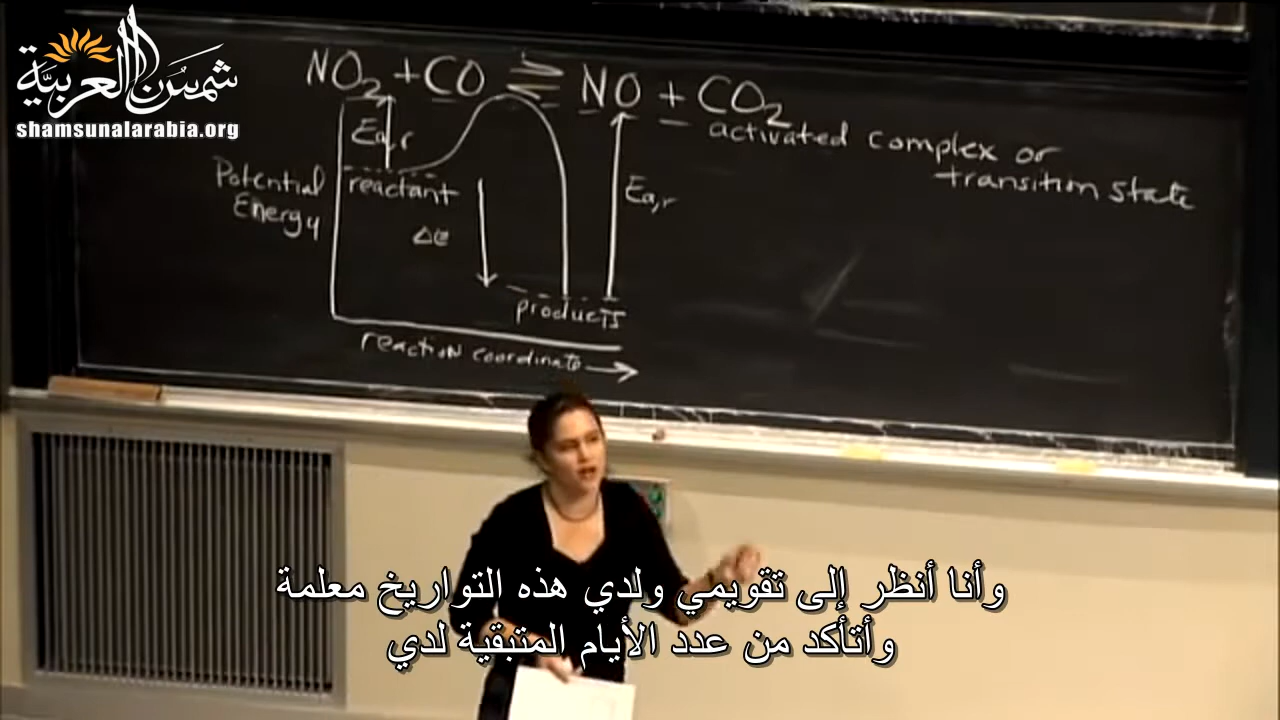 شمس العربية
shamsunalarabia.org
NO₂ + CO ⇌ NO + CO₂
activated complex or
transition state
Ea,r
Potential
Energy
reactant
Δe
Ea,r
products
reaction coordinate →
وأنا أنظر إلى تقويمي ولدي هذه التواريخ معلمة
وأتأكد من عدد الأيام المتبقية لدي